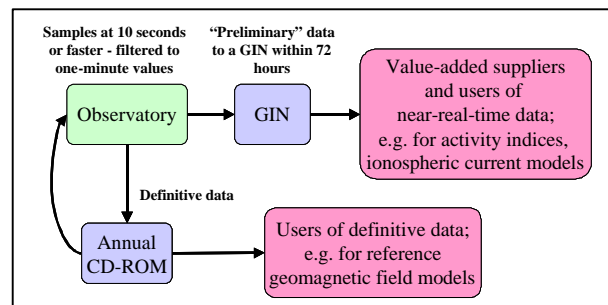 Samples at 10 seconds
or faster - filtered to
one-minute values
“Preliminary” data
to a GIN within 72
hours
Observatory
GIN
Value-added suppliers
and users of
near-real-time data;
e.g. for activity indices,
ionospheric current models
Definitive data
Annual
CD-ROM
Users of definitive data;
e.g. for reference
geomagnetic field models